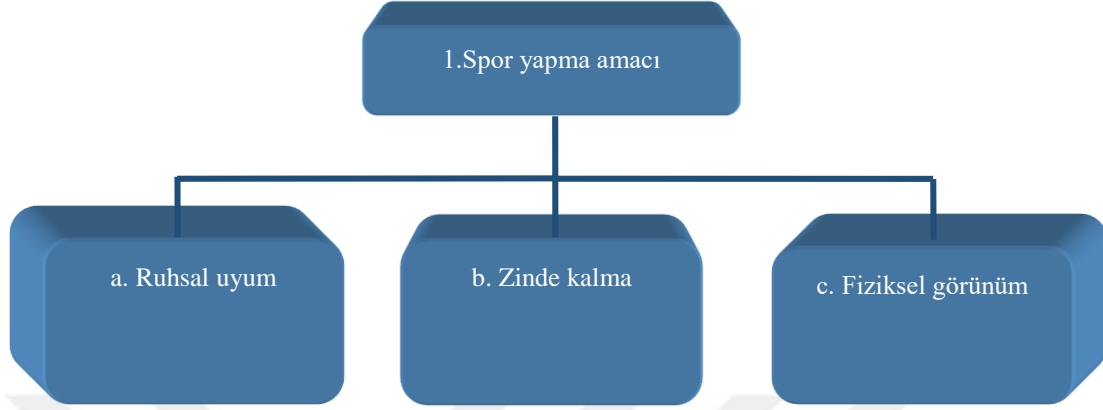 1.Spor yapma amacı
a. Ruhsal uyum
b. Zinde kalma
c. Fiziksel görünüm